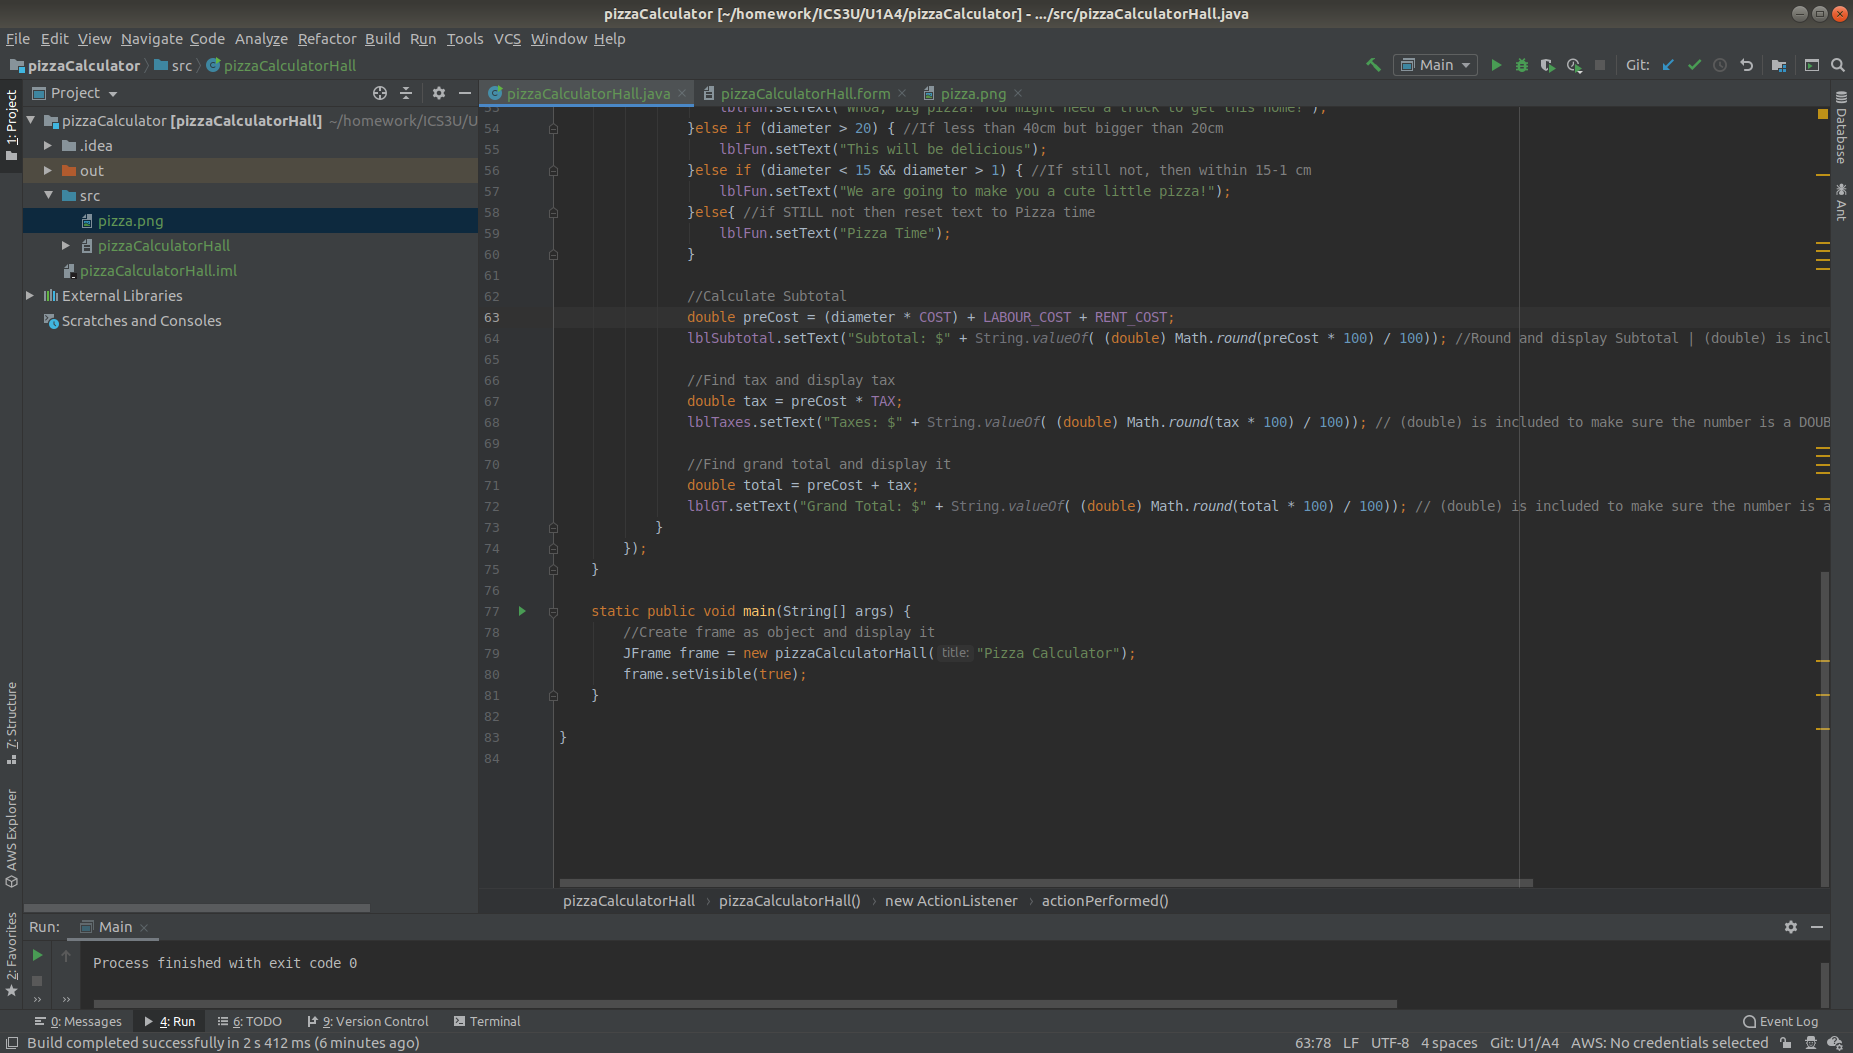 pizzaCalculator [~/homework/ICS3U/U1A4/pizzaCalculator] - .../src/pizzaCalculatorHall.java
File Edit View Navigate Code Analyze Refactor Build Run Tools VCS Window Help
pizzaCalculator src pizzaCalculatorHall
Main
Git:
1: Project
Project
pizzaCalculator [pizzaCalculatorHall] ~/homework/ICS3U/U
.idea
out
src
pizza.png
pizzaCalculatorHall
pizzaCalculatorHall.iml
External Libraries
Scratches and Consoles
7: Structure
AWS Explorer
2: Favorites
pizzaCalculatorHall.java pizzaCalculatorHall.form pizza.png
53 lblFun.setText("Whoa, big pizza! You might need a truck to get this home!");
54 }else if (diameter > 20) { //If less than 40cm but bigger than 20cm
55 lblFun.setText("This will be delicious");
56 }else if (diameter < 15 && diameter > 1) { //If still not, then within 15-1 cm
57 lblFun.setText("We are going to make you a cute little pizza!");
58 }else{ //if STILL not then reset text to Pizza time
59 lblFun.setText("Pizza Time");
60 }
61
62 //Calculate Subtotal
63 double preCost = (diameter * COST) + LABOUR_COST + RENT_COST;
64 lblSubtotal.setText("Subtotal: $" + String.valueOf( (double) Math.round(preCost * 100) / 100)); //Round and display Subtotal | (double) is incl
65
66 //Find tax and display tax
67 double tax = preCost * TAX;
68 lblTaxes.setText("Taxes: $" + String.valueOf( (double) Math.round(tax * 100) / 100)); // (double) is included to make sure the number is a DOUB
69
70 //Find grand total and display it
71 double total = preCost + tax;
72 lblGT.setText("Grand Total: $" + String.valueOf( (double) Math.round(total * 100) / 100)); // (double) is included to make sure the number is a
73 }
74 });
75 }
76
77 static public void main(String[] args) {
78 //Create frame as object and display it
79 JFrame frame = new pizzaCalculatorHall( title: "Pizza Calculator");
80 frame.setVisible(true);
81 }
82
83 }
84
Database
Ant
pizzaCalculatorHall › pizzaCalculatorHall() › new ActionListener › actionPerformed()
Run: Main
Process finished with exit code 0
0: Messages 4: Run 6: TODO 9: Version Control Terminal Event Log
Build completed successfully in 2 s 412 ms (6 minutes ago) 63:78 LF UTF-8 4 spaces Git: U1/A4 AWS: No credentials selected